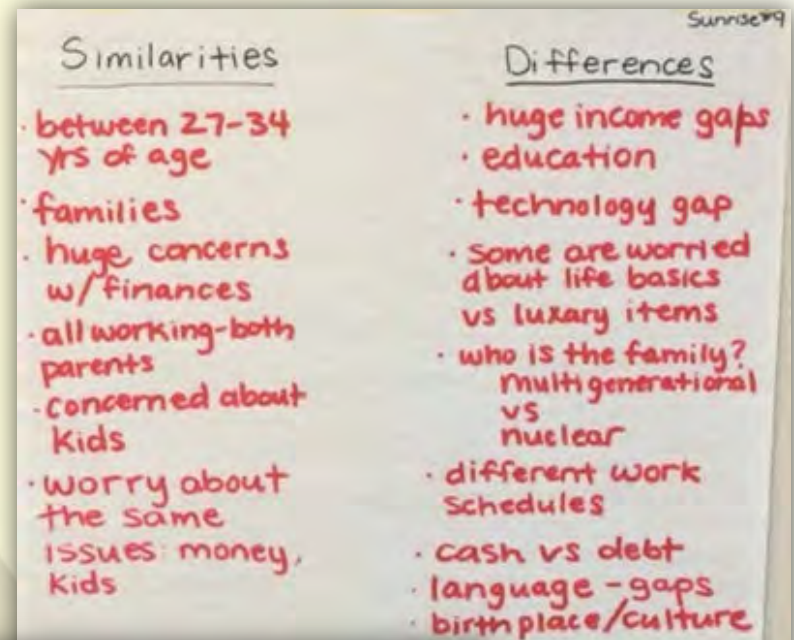 Sunrise #9
Similarities
· between 27-34
yrs of age
· families
· huge concerns
w/finances
· all working-both
parents
· concerned about
kids
· worry about
the same
issues: money,
kids
Differences
· huge income gaps
· education
· technology gap
· some are worried
about life basics
vs luxary items
· who is the family?
multigenerational
vs
nuclear
· different work
schedules
· cash vs debt
· language - gaps
· birthplace/culture